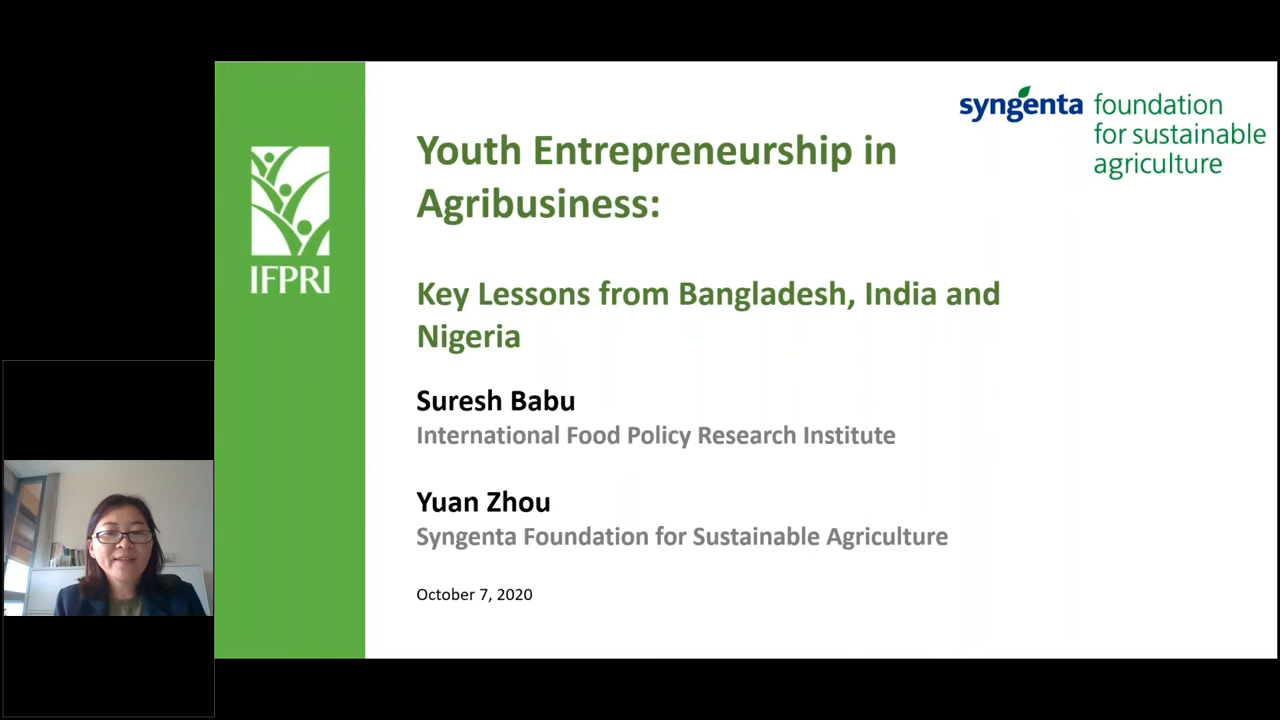 syngenta foundation
for sustainable
agriculture
Youth Entrepreneurship in
Agribusiness:
IFPRI
Key Lessons from Bangladesh, India and
Nigeria
Suresh Babu
International Food Policy Research Institute
Yuan Zhou
Syngenta Foundation for Sustainable Agriculture
October 7, 2020